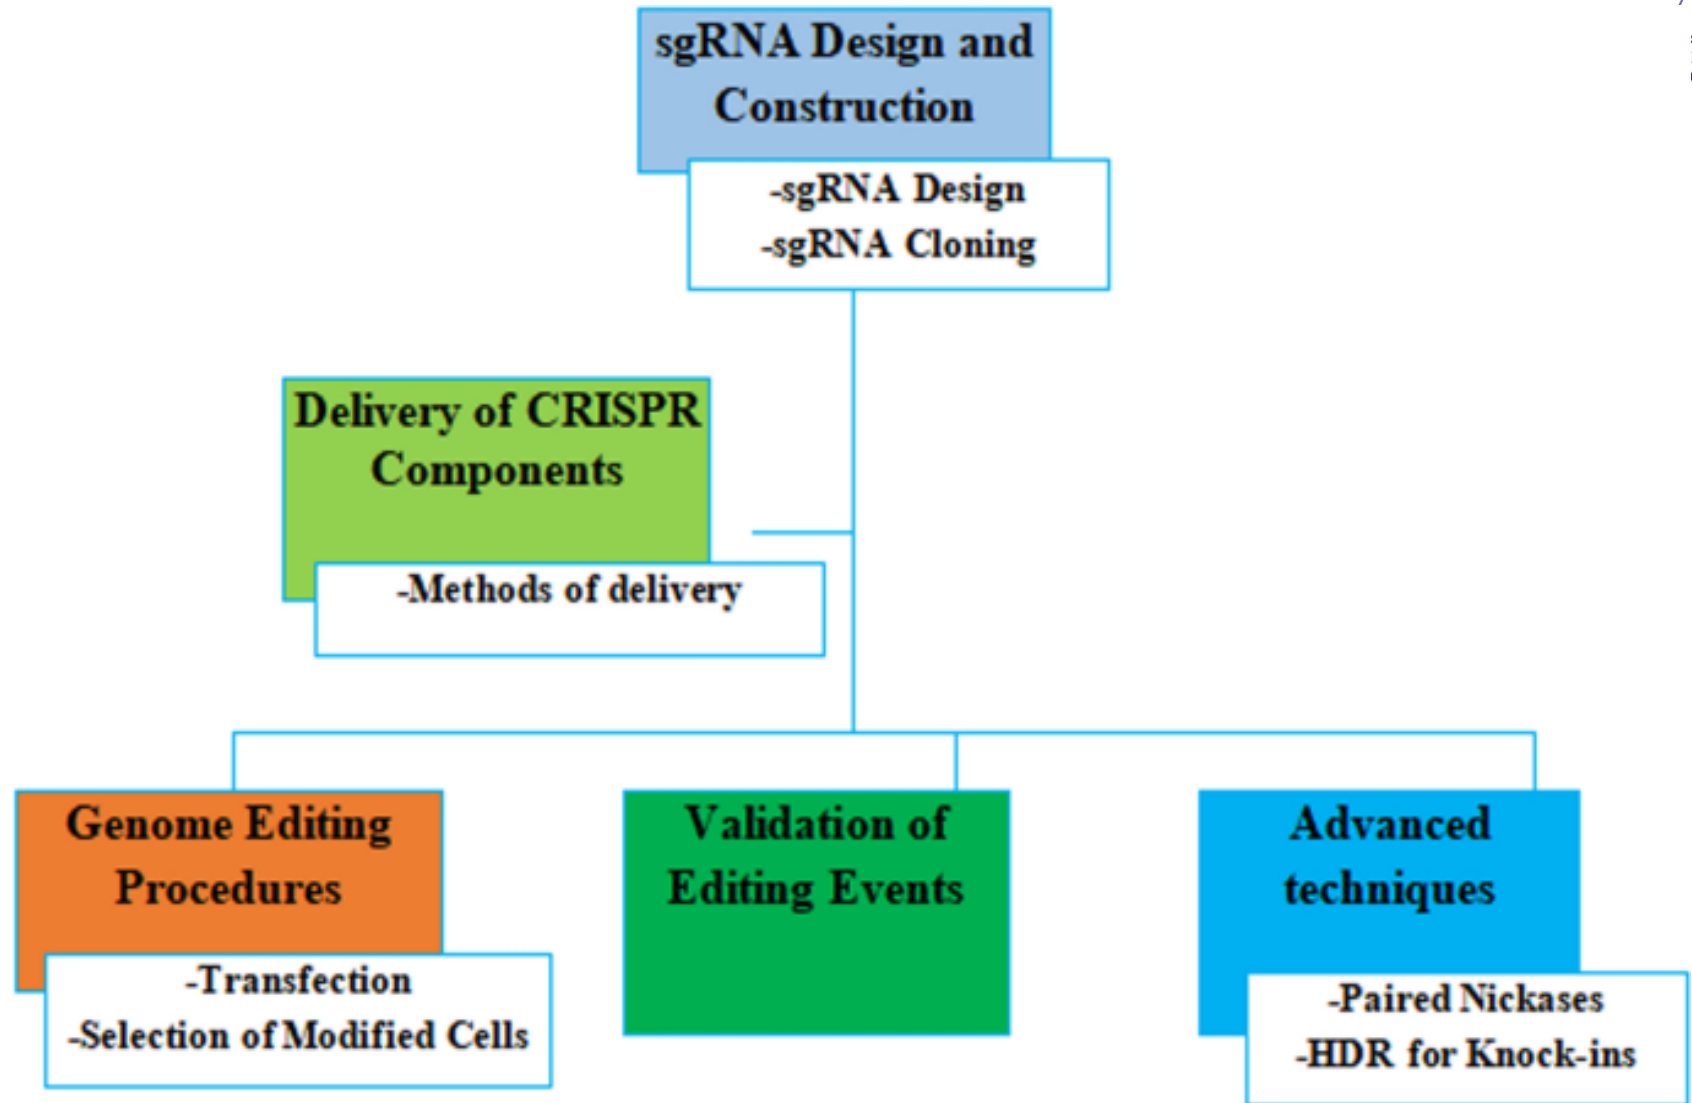 sgRNA Design and
Construction
-sgRNA Design
-sgRNA Cloning
Delivery of CRISPR
Components
-Methods of delivery
Genome Editing
Procedures
-Transfection
-Selection of Modified Cells
Validation of
Editing Events
Advanced
techniques
-Paired Nickases
-HDR for Knock-ins